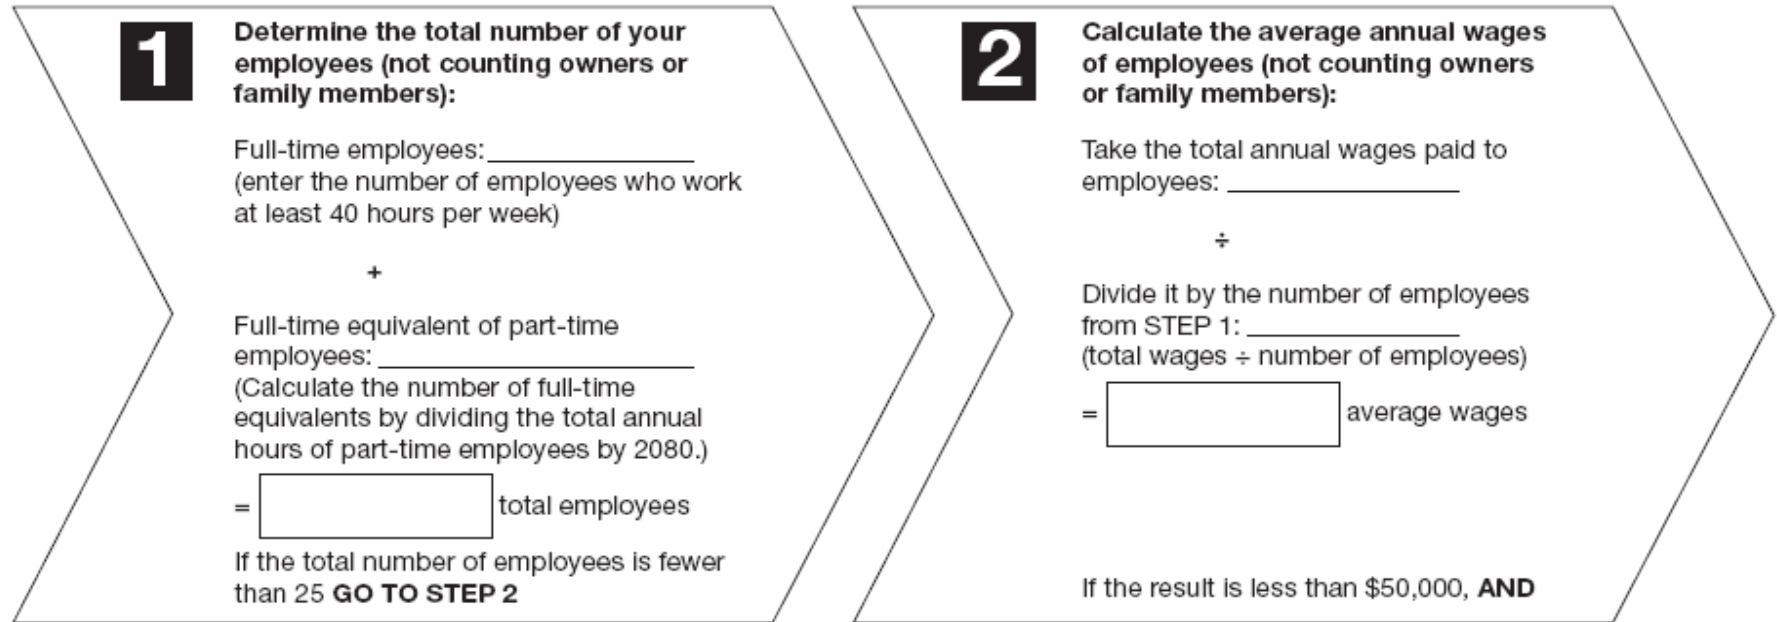 1
Determine the total number of your
employees (not counting owners or
family members):
Full-time employees:
(enter the number of employees who work
at least 40 hours per week)
+
Full-time equivalent of part-time
employees:
(Calculate the number of full-time
equivalents by dividing the total annual
hours of part-time employees by 2080.)
= total employees
If the total number of employees is fewer
than 25 GO TO STEP 2
2
Calculate the average annual wages
of employees (not counting owners
or family members):
Take the total annual wages paid to
employees:
÷
Divide it by the number of employees
from STEP 1:
(total wages ÷ number of employees)
= average wages
If the result is less than $50,000, AND